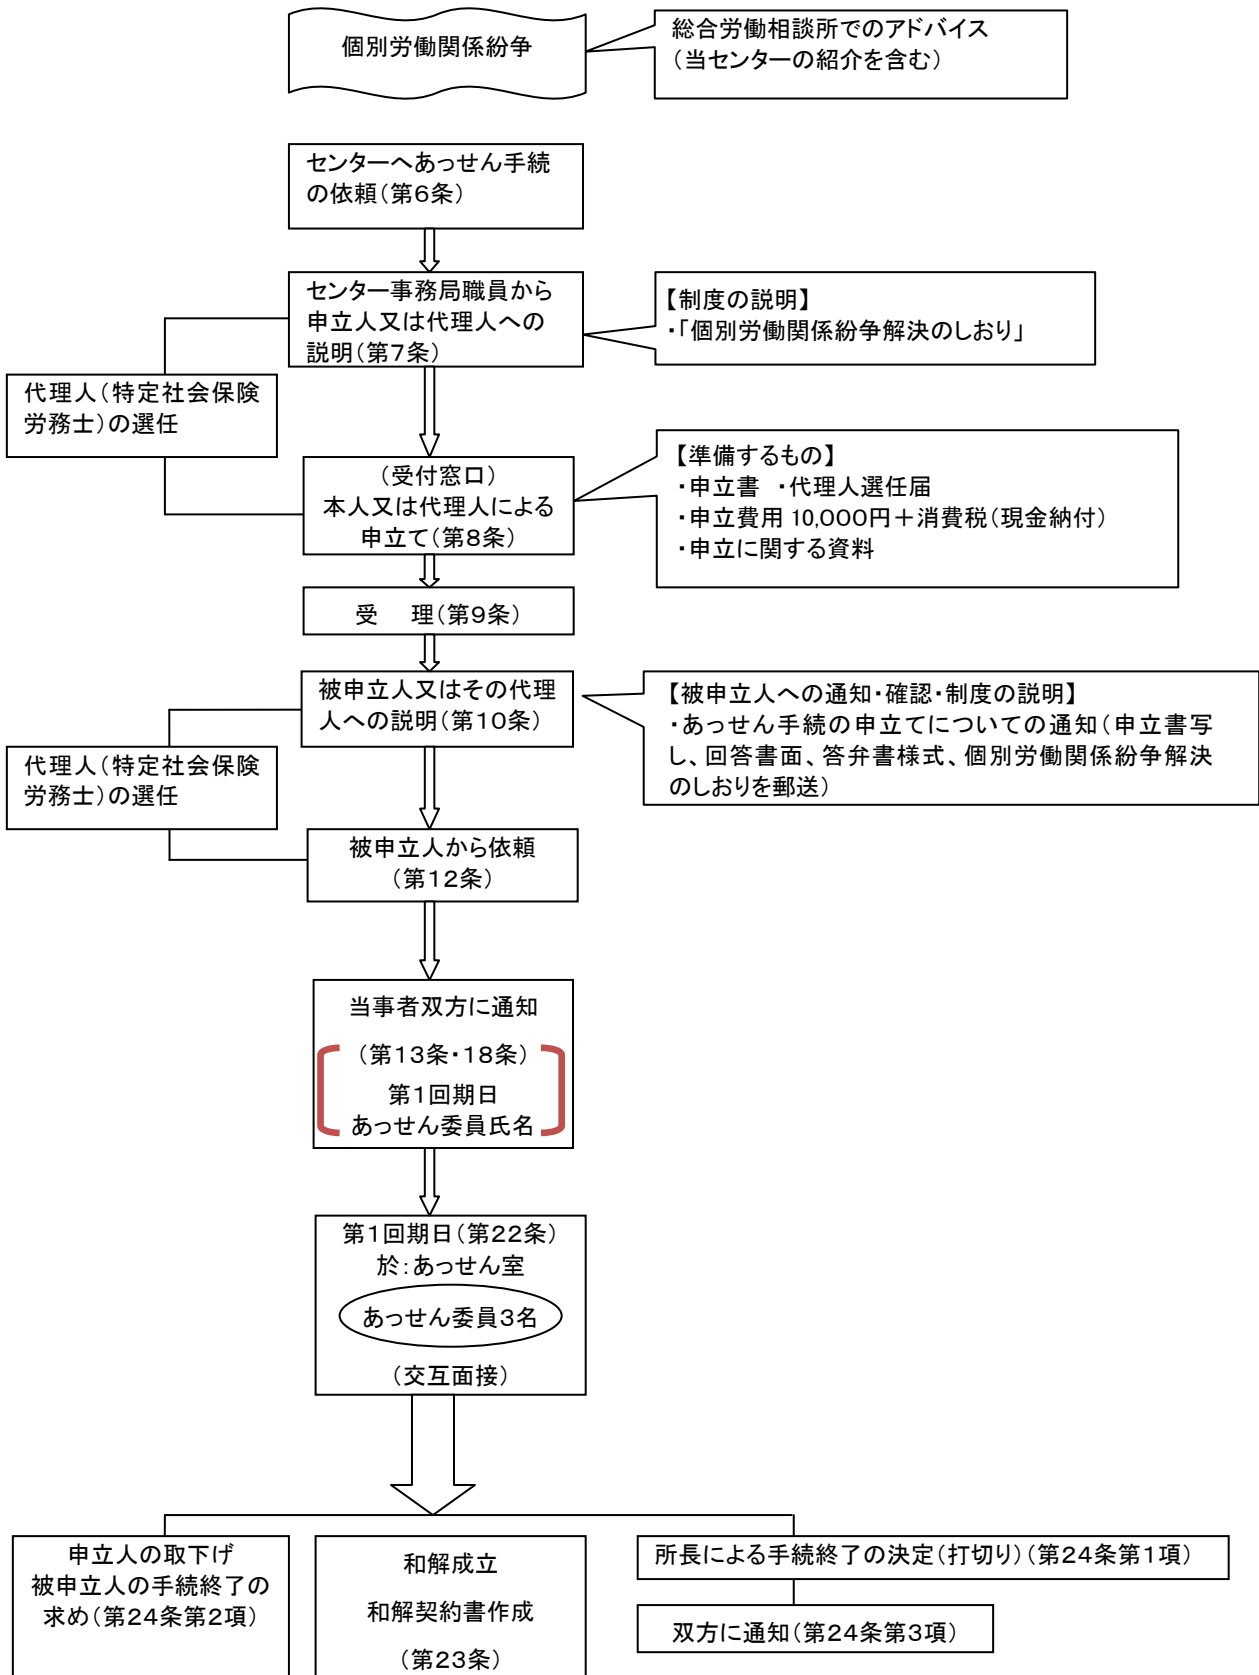 個別労働関係紛争
総合労働相談所でのアドバイス
(当センターの紹介を含む)
センターへあっせん手続
の依頼(第6条)
センター事務局職員から
申立人又は代理人への
説明(第7条)
【制度の説明】
・「個別労働関係紛争解決のしおり」
代理人(特定社会保険
労務士)の選任
(受付窓口)
本人又は代理人による
申立て(第8条)
【準備するもの】
・申立書 ・代理人選任届
・申立費用 10,000円+消費税(現金納付)
・申立に関する資料
受 理(第9条)
被申立人又はその代理
人への説明(第10条)
【被申立人への通知・確認・制度の説明】
・あっせん手続の申立てについての通知(申立書写
し、回答書面、答弁書様式、個別労働関係紛争解決
のしおりを郵送)
代理人(特定社会保険
労務士)の選任
被申立人から依頼
(第12条)
当事者双方に通知
(第13条・18条)
第1回期日
あっせん委員氏名
第1回期日(第22条)
於:あっせん室
あっせん委員3名
(交互面接)
申立人の取下げ
被申立人の手続終了の
求め(第24条第2項)
和解成立
和解契約書作成
(第23条)
所長による手続終了の決定(打切り)(第24条第1項)
双方に通知(第24条第3項)